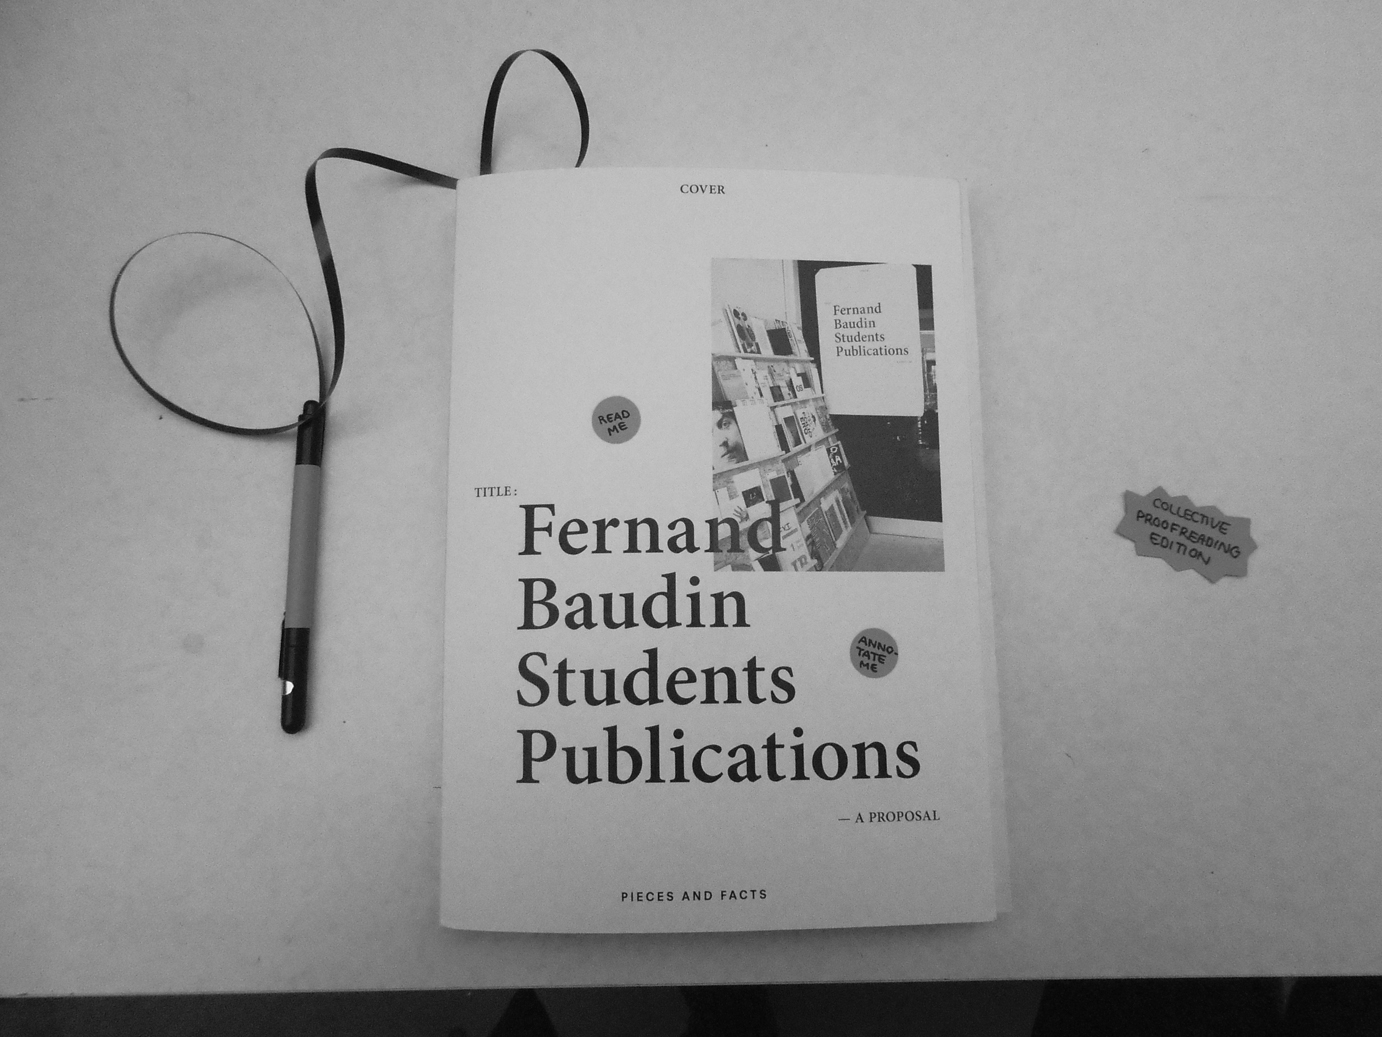 COVER
Fernand
Baudin
Students
Publications
READ
ME
TITLE:
Fernand
Baudin
Students
Publications
COLLECTIVE
PROOFREADING
EDITION
ANNO-
TATE
ME
— A PROPOSAL
PIECES AND FACTS